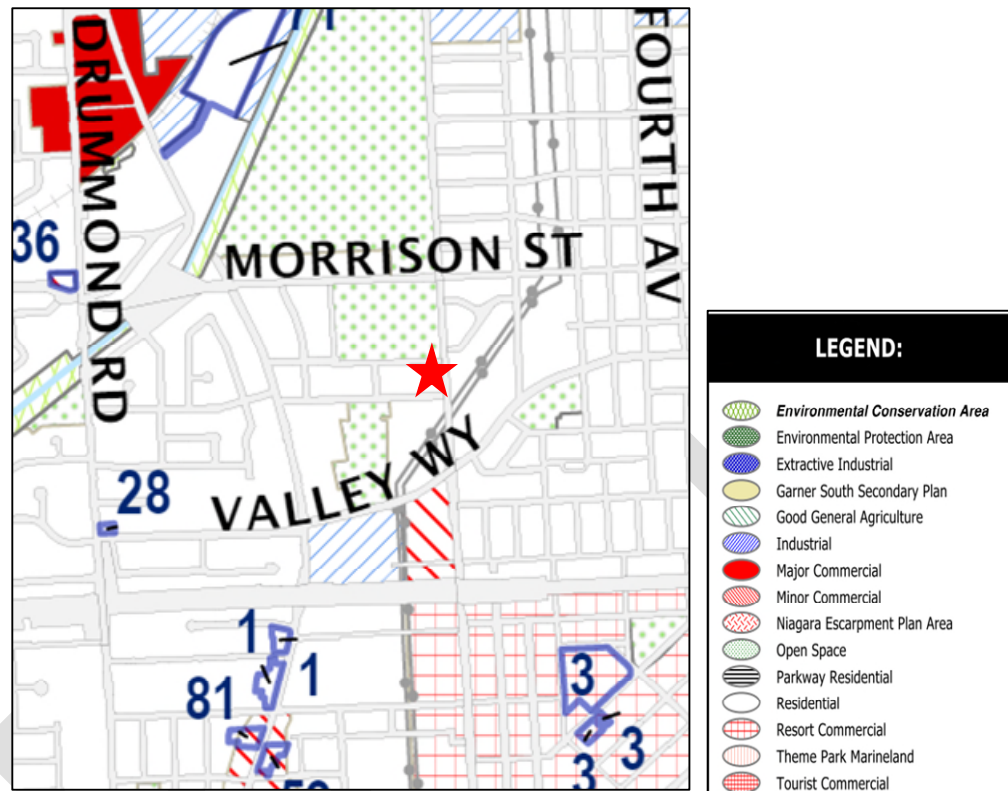 DRUMMOND RD
FOURTH AV
36
MORRISON ST
28
VALLEY WY
1
1
81
3
3
3
LEGEND:
Environmental Conservation Area
Environmental Protection Area
Extractive Industrial
Garner South Secondary Plan
Good General Agriculture
Industrial
Major Commercial
Minor Commercial
Niagara Escarpment Plan Area
Open Space
Parkway Residential
Residential
Resort Commercial
Theme Park Marineland
Tourist Commercial